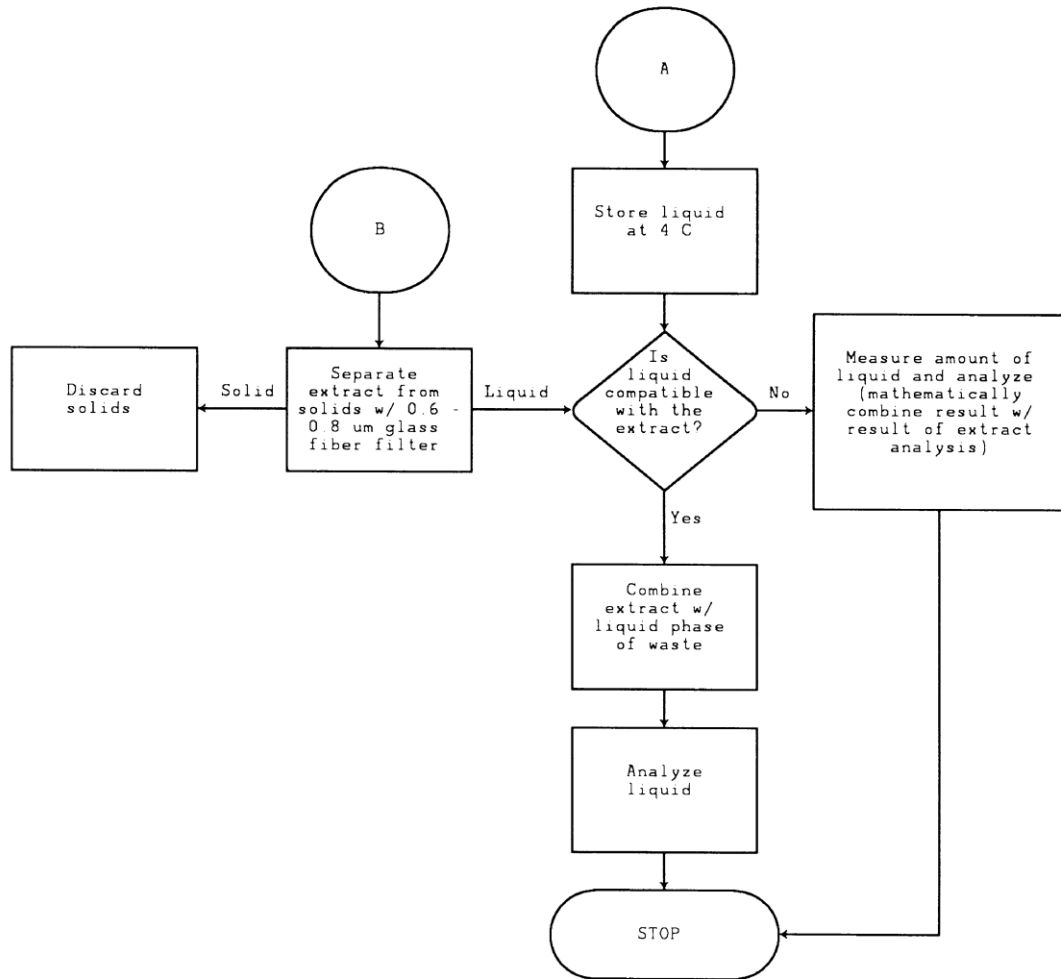 A
Store liquid
at 4 C
B
Discard
solids
Solid
Separate
extract from
solids w/ 0.6 -
0.8 um glass
fiber filter
Liquid
Is
liquid
compatible
with the
extract?
No
Measure amount of
liquid and analyze
(mathematically
combine result w/
result of extract
analysis)
Yes
Combine
extract w/
liquid phase
of waste
Analyze
liquid
STOP